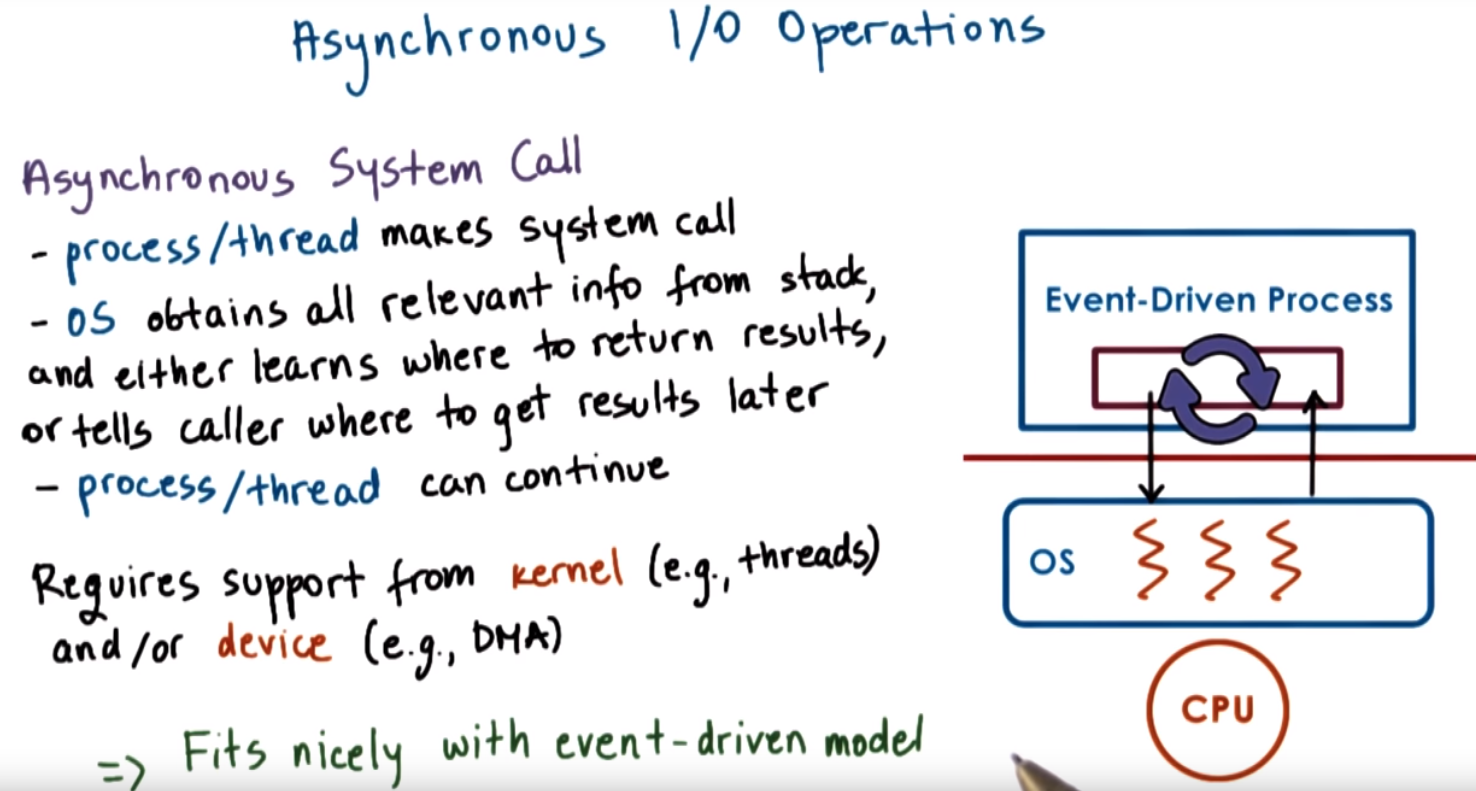 Asynchronous I/O Operations
Asynchronous System Call
- process/thread makes system call
- OS obtains all relevant info from stack,
and either learns where to return results,
or tells caller where to get results later
- process/thread can continue
Requires support from kernel (e.g., threads)
and/or device (e.g., DMA)
=> Fits nicely with event-driven model
Event-Driven Process
OS
CPU